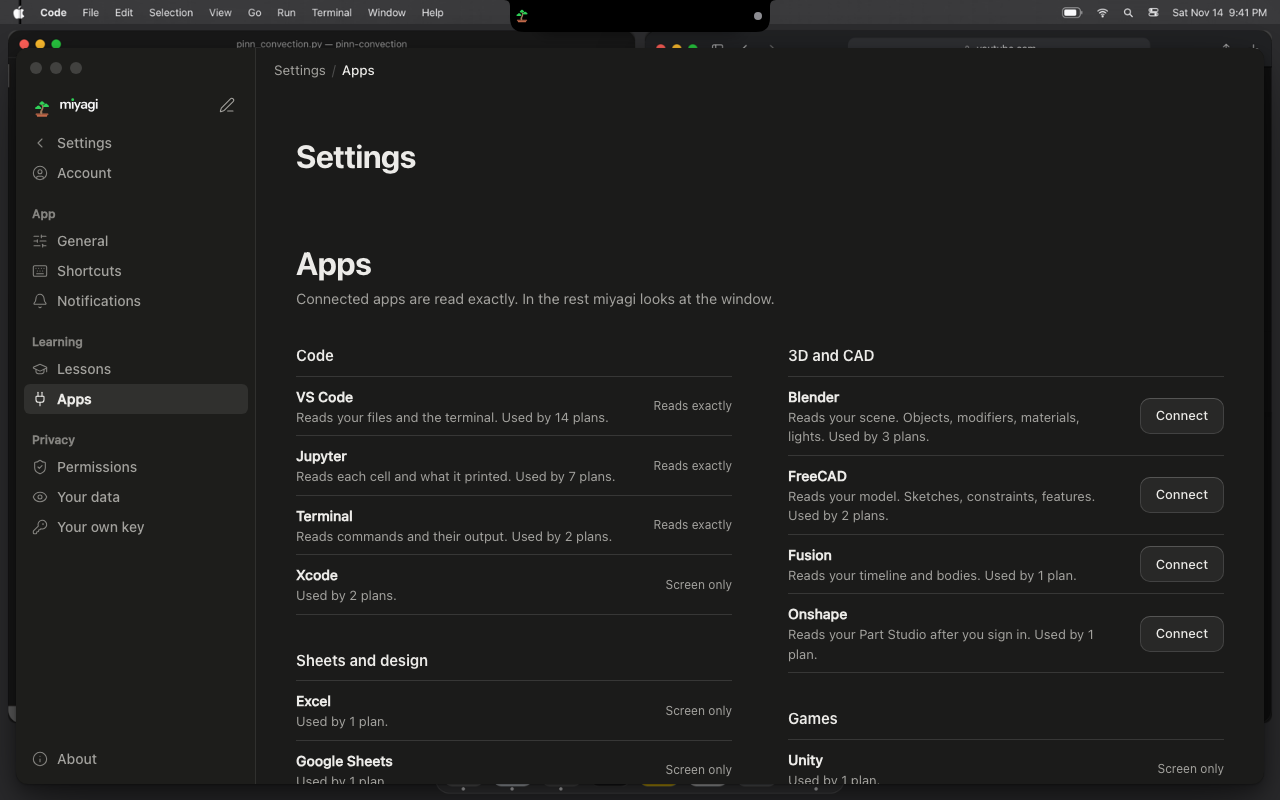 Code File Edit Selection View Go Run Terminal Window Help
Sat Nov 14 9:41 PM
pinn_convection.py — pinn-convection
miyagi
Settings
Account
App
General
Shortcuts
Notifications
Learning
Lessons
Apps
Privacy
Permissions
Your data
Your own key
About
Settings / Apps
Settings
Apps
Connected apps are read exactly. In the rest miyagi looks at the window.
Code
VS Code
Reads your files and the terminal. Used by 14 plans.
Reads exactly
Jupyter
Reads each cell and what it printed. Used by 7 plans.
Reads exactly
Terminal
Reads commands and their output. Used by 2 plans.
Reads exactly
Xcode
Used by 2 plans.
Screen only
Sheets and design
Excel
Used by 1 plan.
Screen only
Google Sheets
Used by 1 plan.
Screen only
3D and CAD
Blender
Reads your scene. Objects, modifiers, materials,
lights. Used by 3 plans.
Connect
FreeCAD
Reads your model. Sketches, constraints, features.
Used by 2 plans.
Connect
Fusion
Reads your timeline and bodies. Used by 1 plan.
Connect
Onshape
Reads your Part Studio after you sign in. Used by 1
plan.
Connect
Games
Unity
Used by 1 plan.
Screen only